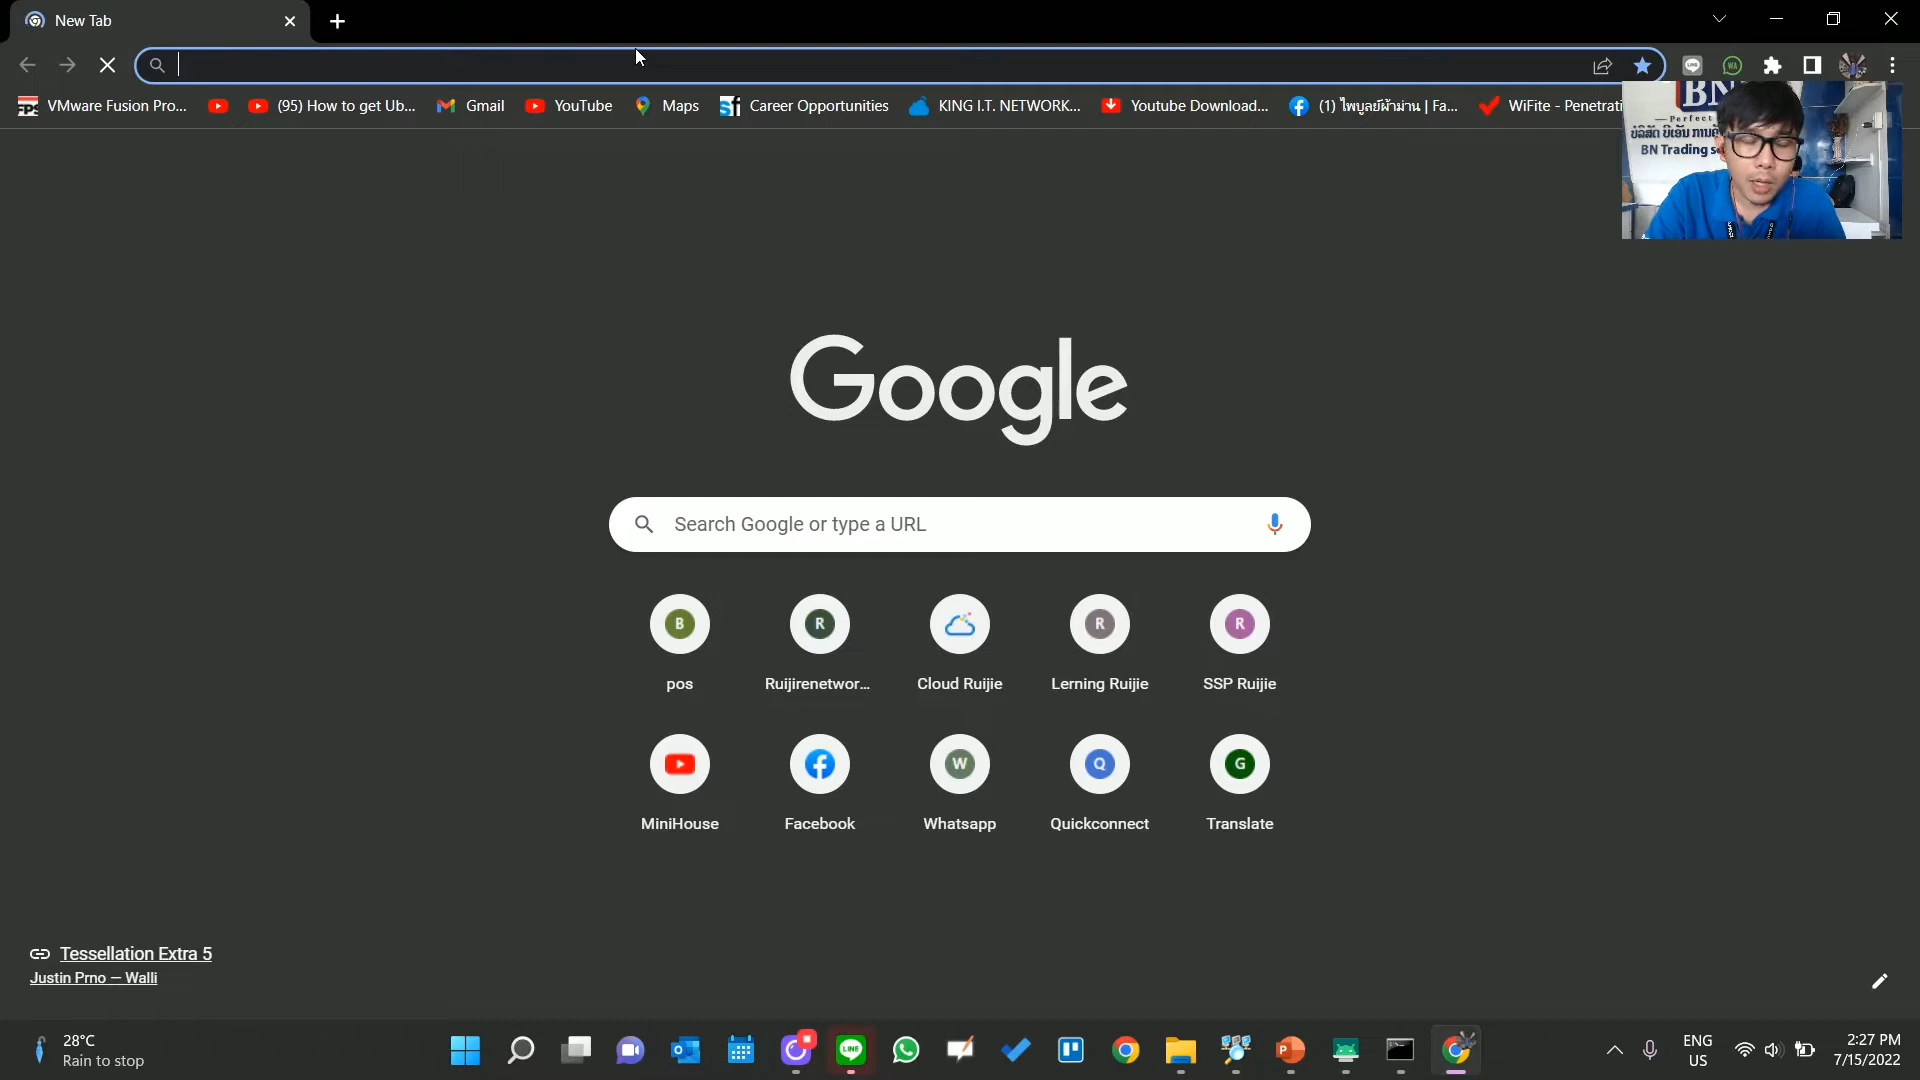 New Tab
VMware Fusion Pro...
(95) How to get Ub...
Gmail
YouTube
Maps
Career Opportunities
KING I.T. NETWORK...
Youtube Download...
(1) ไพบูลย์ผ้าม่าน | Fa...
WiFite - Penetrati
BN
Perfect
BN Trading s
Google
Search Google or type a URL
B
R
R
R
pos
Ruijirenetwor...
Cloud Ruijie
Lerning Ruijie
SSP Ruijie
W
Q
G
MiniHouse
Facebook
Whatsapp
Quickconnect
Translate
Tessellation Extra 5
Justin Prno — Walli
28°C
Rain to stop
LINE
ENG
US
2:27 PM
7/15/2022